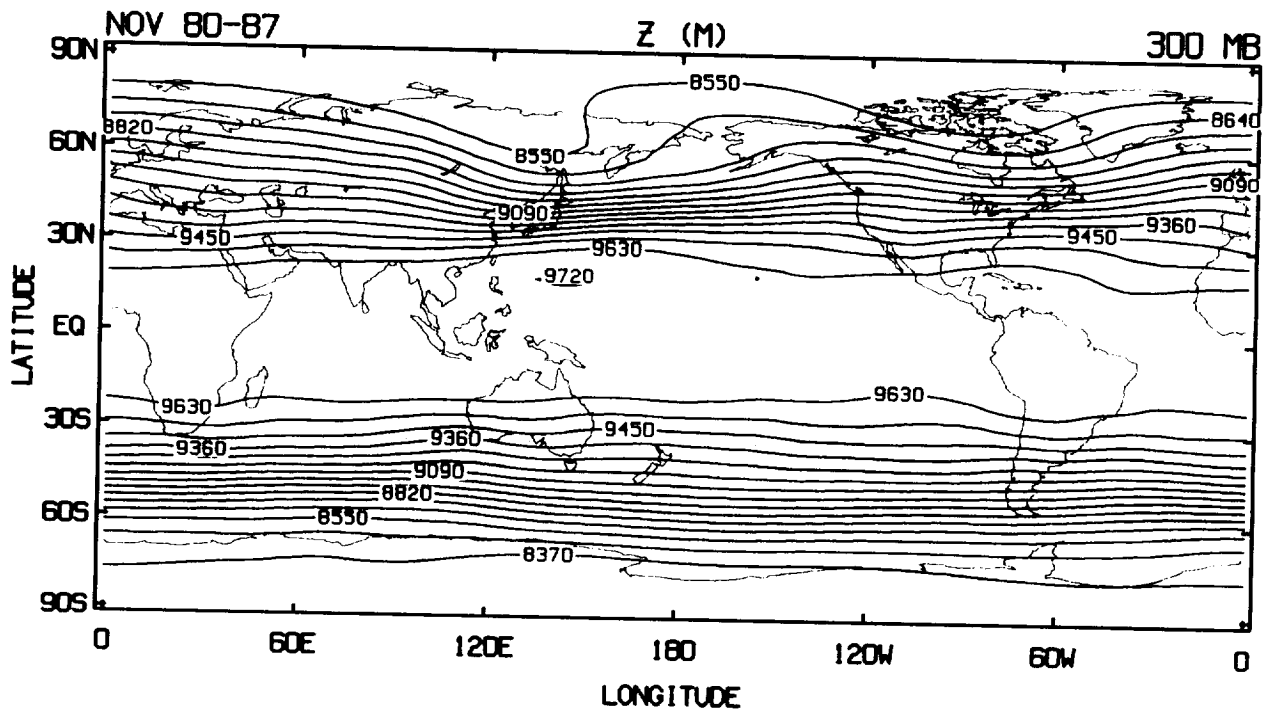 NOV 80-87 Z (M) 300 MB
90N
8550
8820 8640
60N
8550
9090 9090
9450 9630 9450 9360
30N
9720
EQ
LATITUDE
9630 9630
30S
9360 9360 9450
9090
8820
60S 8550
8370
90S
0 60E 120E 180 120W 60W 0
LONGITUDE